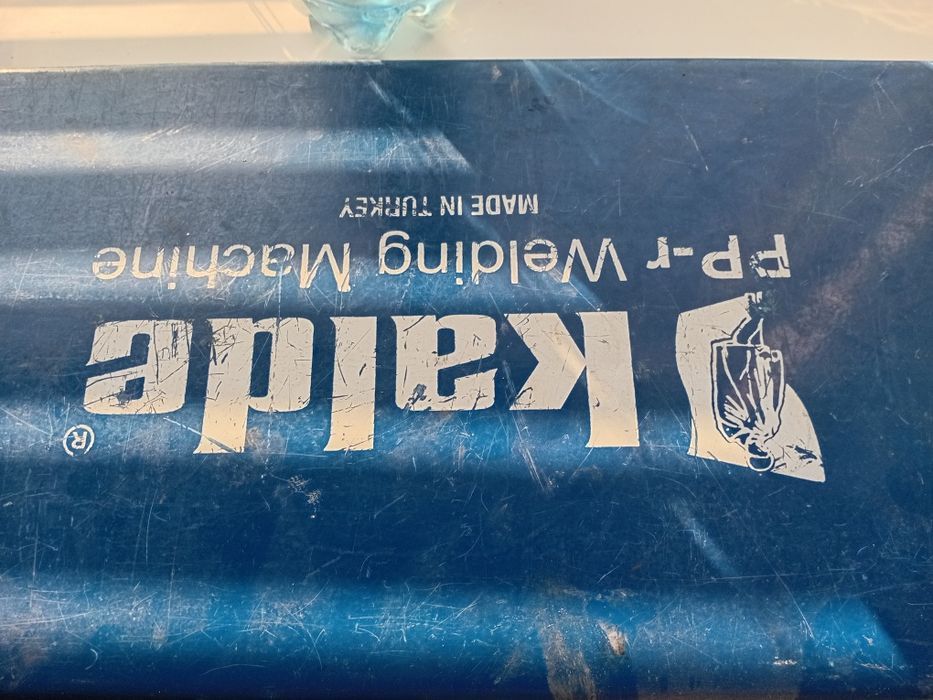 Kalde®
PP-r Welding Machine
MADE IN TURKEY